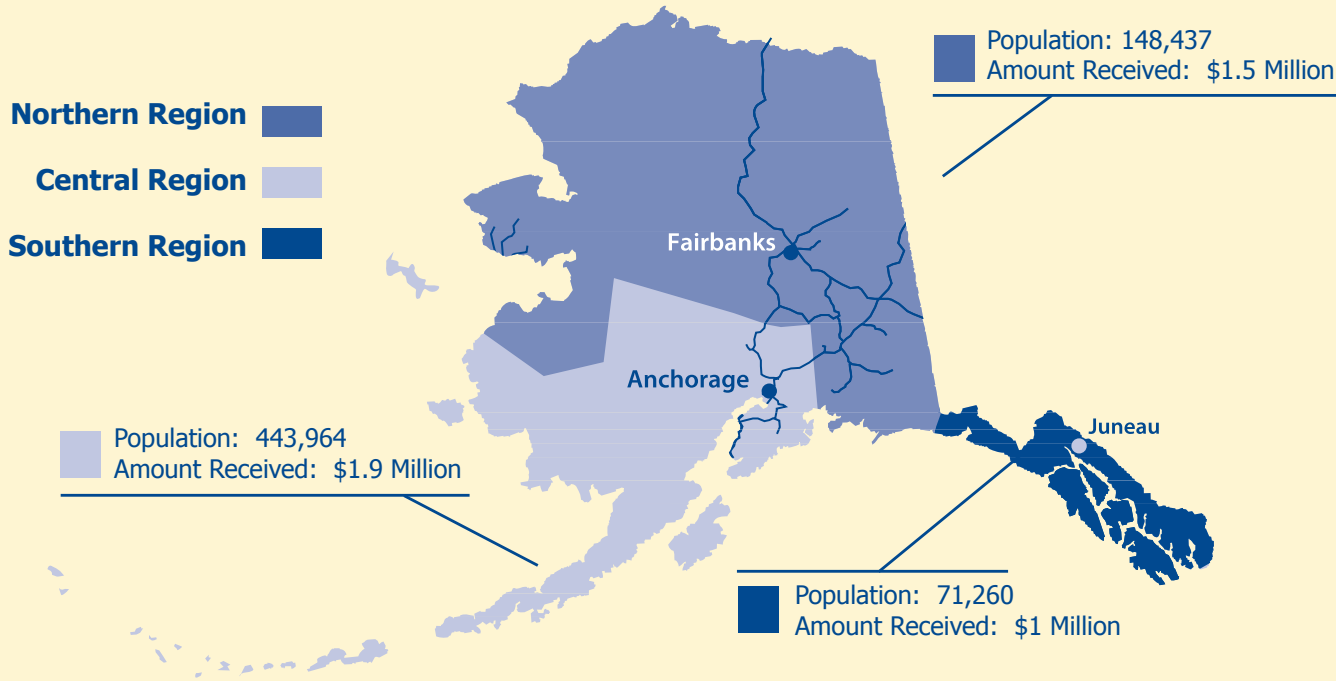 Northern Region
Central Region
Southern Region
Population: 148,437
Amount Received: $1.5 Million
Fairbanks
Anchorage
Juneau
Population: 443,964
Amount Received: $1.9 Million
Population: 71,260
Amount Received: $1 Million